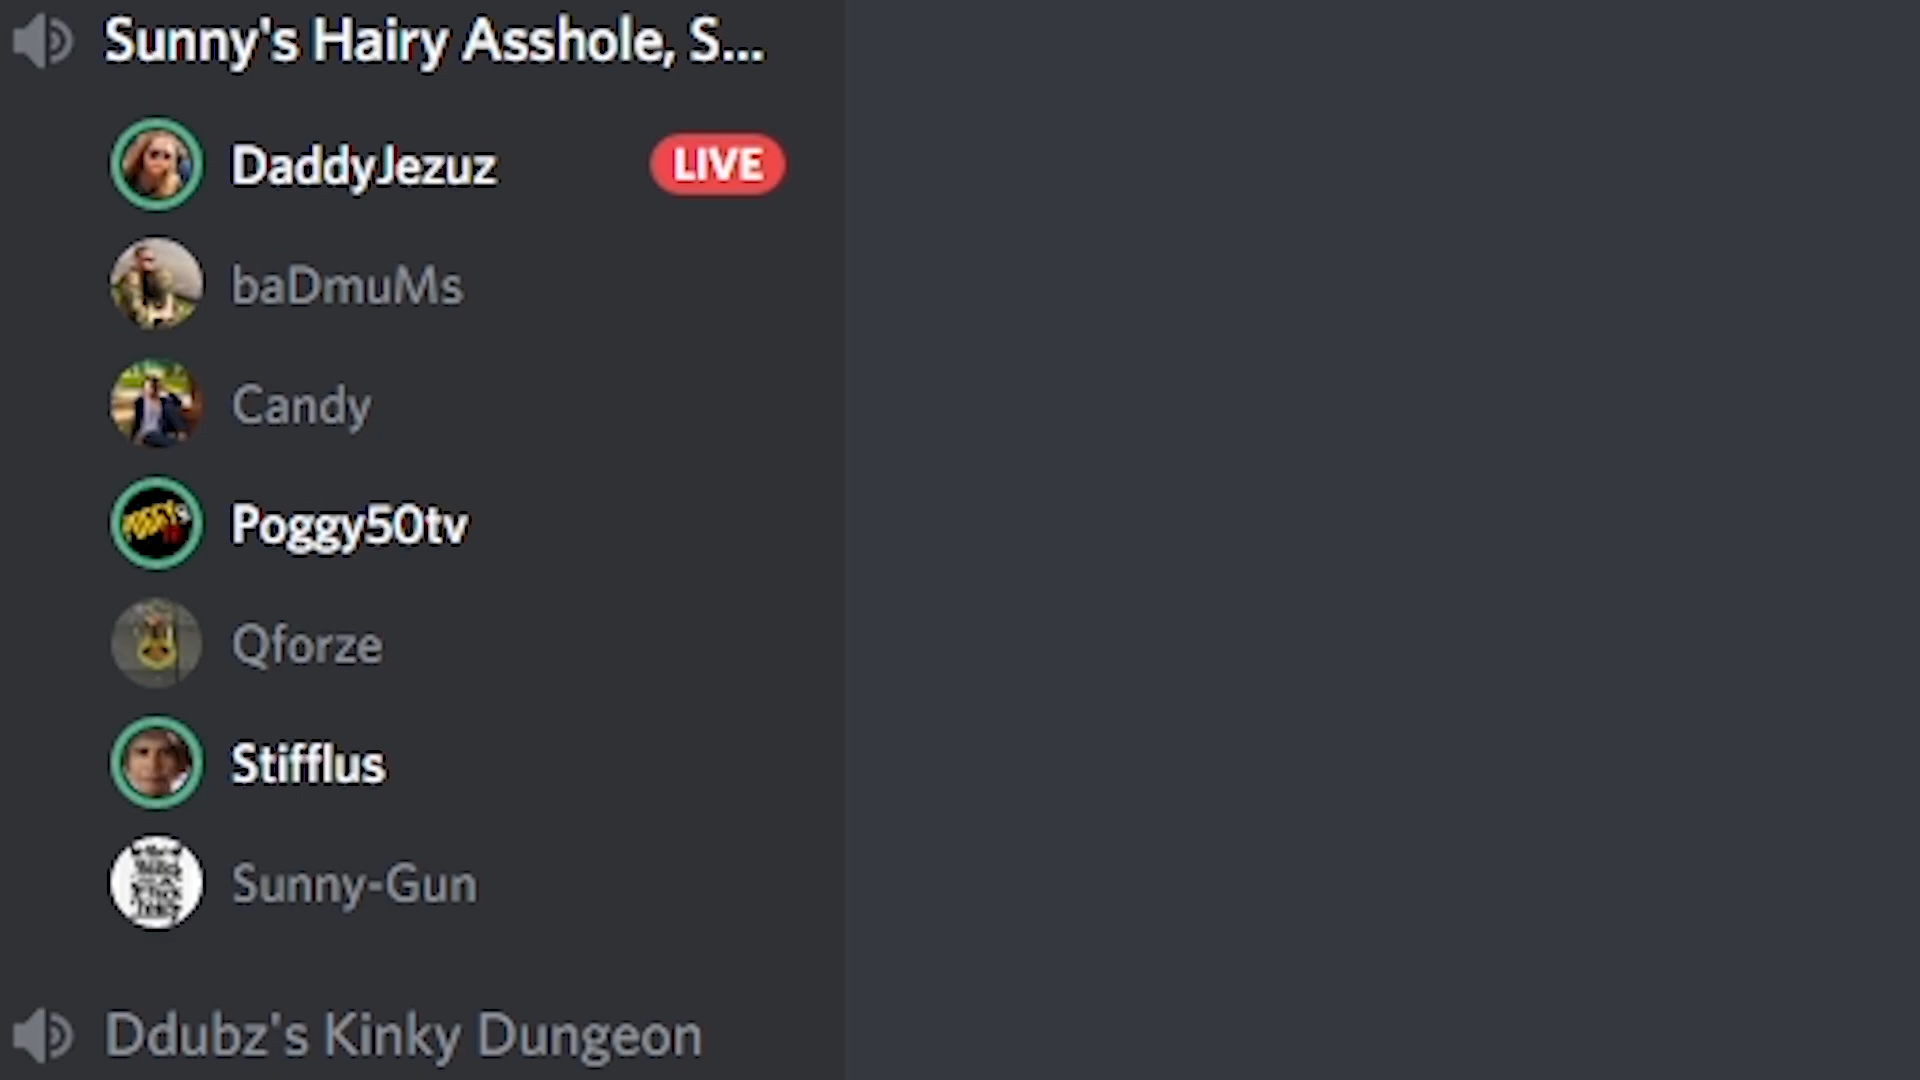 Sunny's Hairy Asshole, S...
DaddyJezuz LIVE
baDmuMs
Candy
Poggy50tv
Qforze
Stifflus
Sunny-Gun
Ddubz's Kinky Dungeon